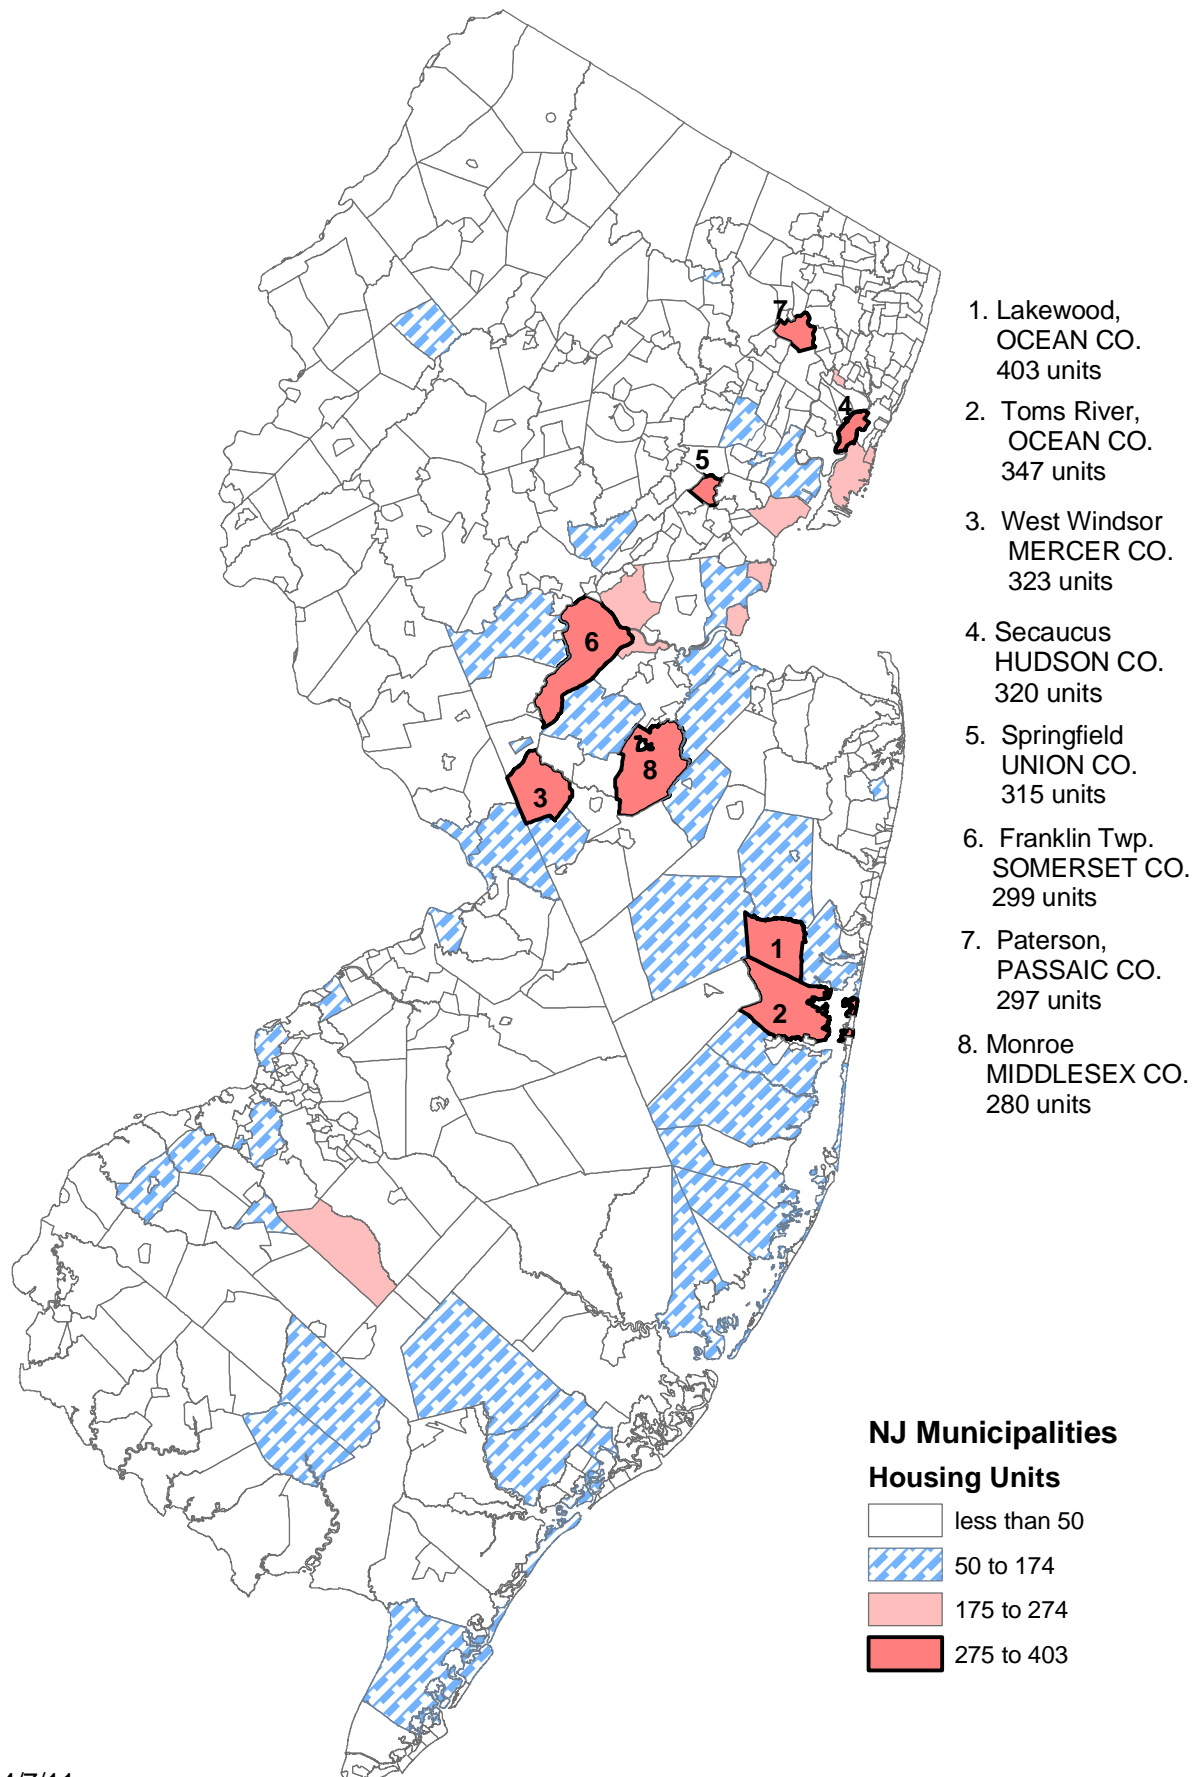 7
4
5
6
8
3
1
2
1. Lakewood,
OCEAN CO.
403 units
2. Toms River,
OCEAN CO.
347 units
3. West Windsor
MERCER CO.
323 units
4. Secaucus
HUDSON CO.
320 units
5. Springfield
UNION CO.
315 units
6. Franklin Twp.
SOMERSET CO.
299 units
7. Paterson,
PASSAIC CO.
297 units
8. Monroe
MIDDLESEX CO.
280 units
NJ Municipalities
Housing Units
less than 50
50 to 174
175 to 274
275 to 403